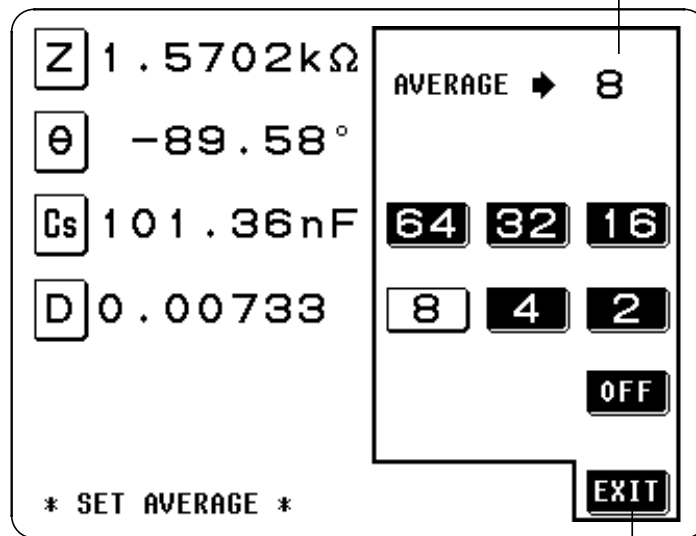 Z 1.5702kΩ
θ -89.58°
Cs 101.36nF
D 0.00733
* SET AVERAGE *
AVERAGE → 8
64 32 16
8 4 2
OFF
EXIT